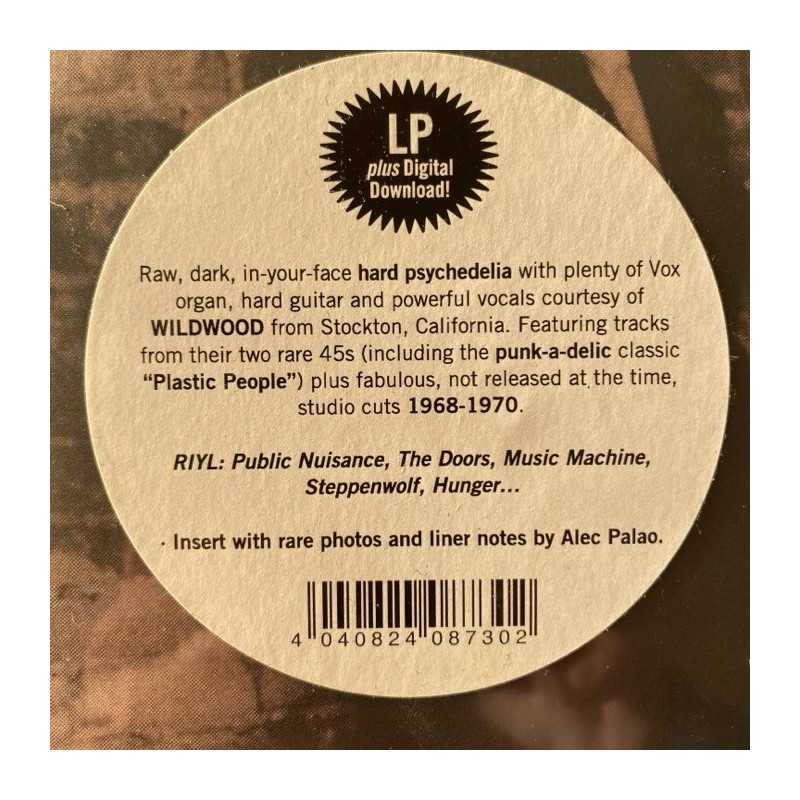 LP
plus Digital
Download!
Raw, dark, in-your-face hard psychedelia with plenty of Vox
organ, hard guitar and powerful vocals courtesy of
WILDWOOD from Stockton, California. Featuring tracks
from their two rare 45s (including the punk-a-delic classic
“Plastic People”) plus fabulous, not released at the time,
studio cuts 1968-1970.
RIYL: Public Nuisance, The Doors, Music Machine,
Steppenwolf, Hunger...
· Insert with rare photos and liner notes by Alec Palao.
4 040824 087302